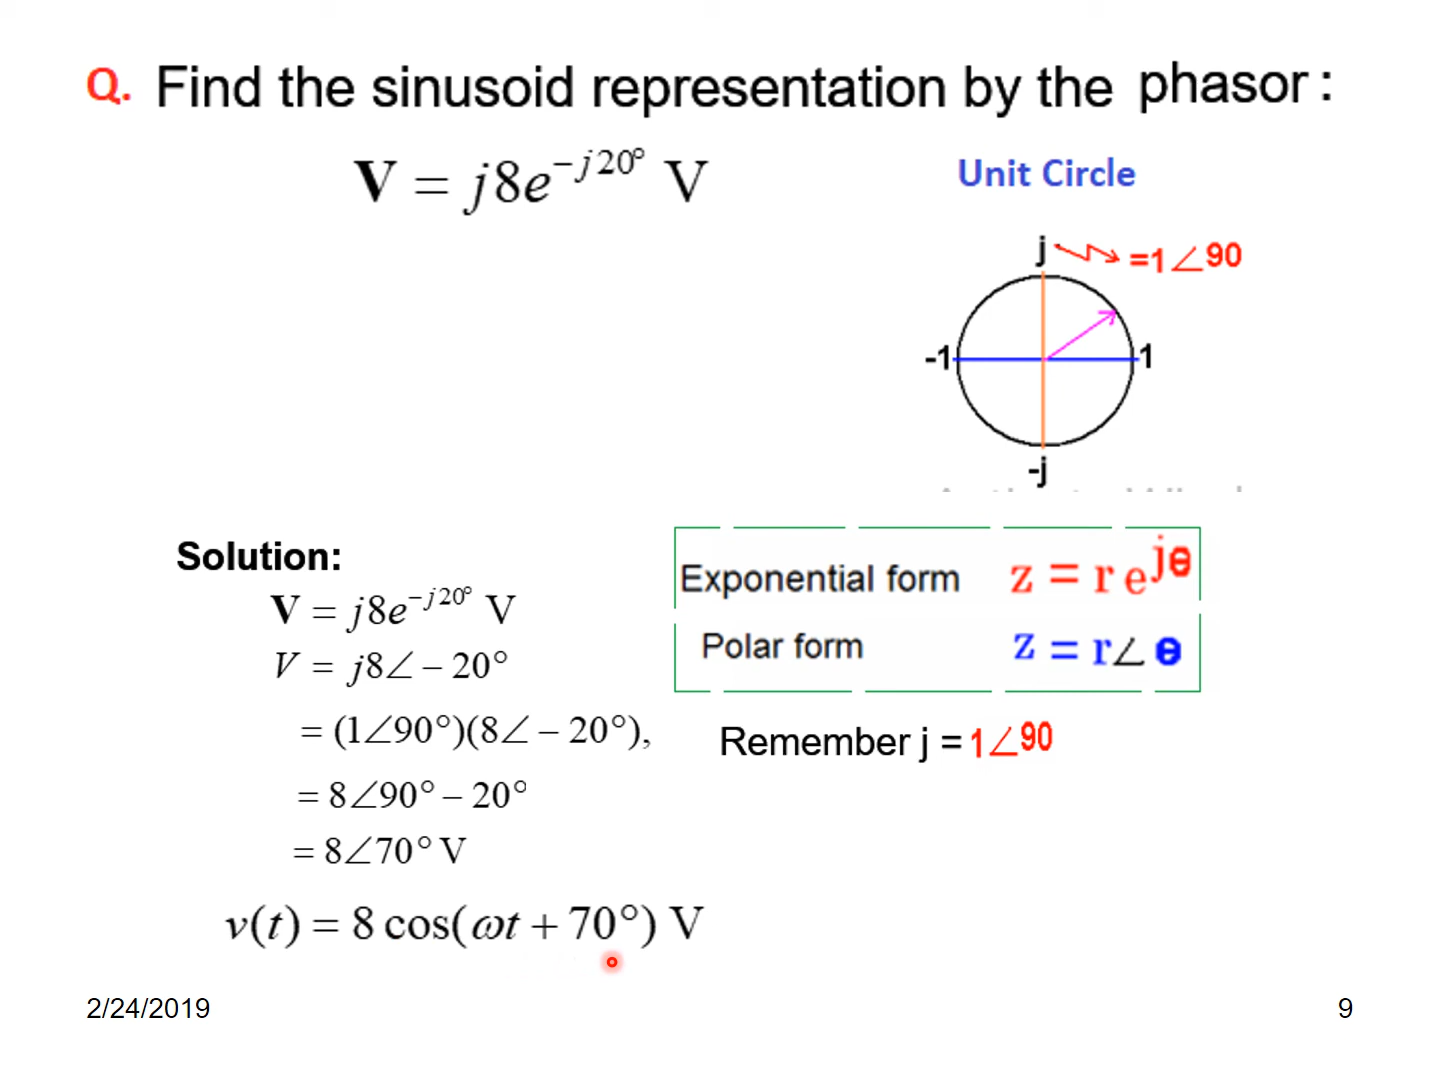 Q. Find the sinusoid representation by the phasor :
V = j8e^{-j20°} V
Unit Circle
j =1∠90
-1 1
-j
Solution:
V = j8e^{-j20°} V
V = j8∠ – 20°
= (1∠90°)(8∠ – 20°),
= 8∠90° – 20°
= 8∠70° V
v(t) = 8 cos(ωt + 70°) V
Exponential form z = r e^{jθ}
Polar form z = r∠ θ
Remember j = 1∠90
2/24/2019
9